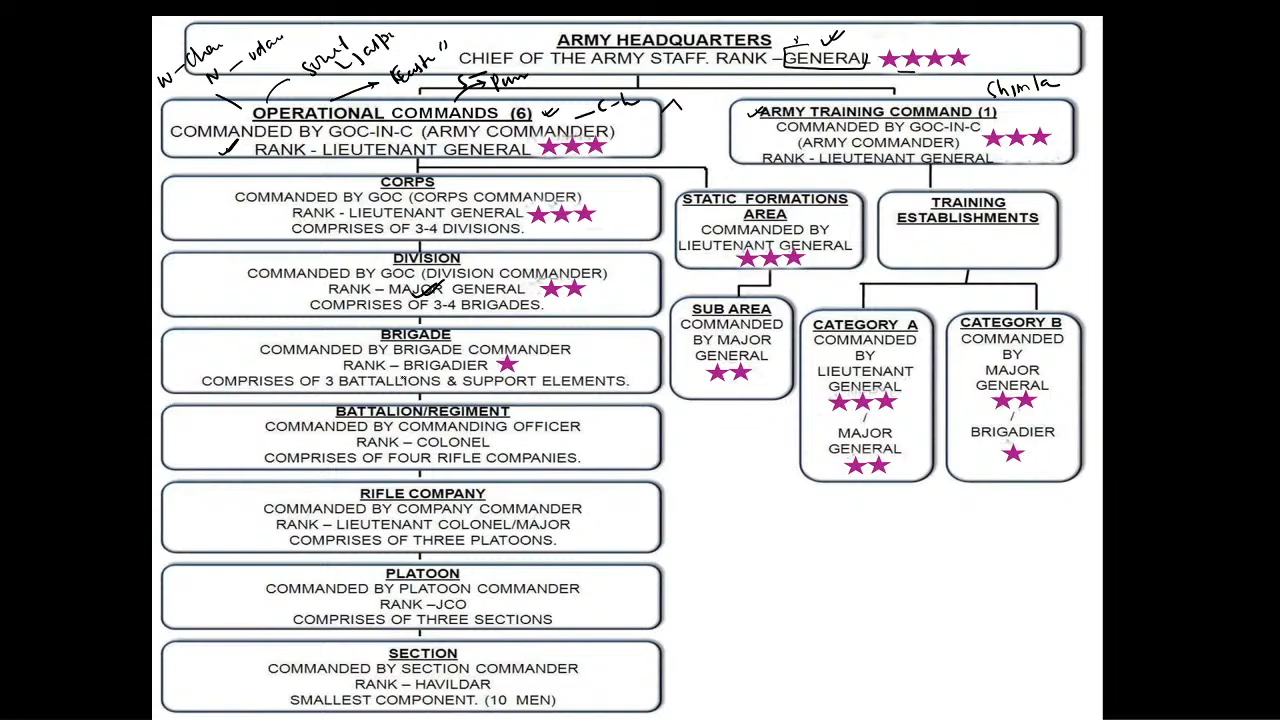 ARMY HEADQUARTERS
CHIEF OF THE ARMY STAFF. RANK –GENERAL
Shimla
OPERATIONAL COMMANDS (6)
COMMANDED BY GOC-IN-C (ARMY COMMANDER)
RANK - LIEUTENANT GENERAL
ARMY TRAINING COMMAND (1)
COMMANDED BY GOC-IN-C
(ARMY COMMANDER)
RANK - LIEUTENANT GENERAL
CORPS
COMMANDED BY GOC (CORPS COMMANDER)
RANK - LIEUTENANT GENERAL
COMPRISES OF 3-4 DIVISIONS.
STATIC FORMATIONS
AREA
COMMANDED BY
LIEUTENANT GENERAL
TRAINING
ESTABLISHMENTS
DIVISION
COMMANDED BY GOC (DIVISION COMMANDER)
RANK – MAJOR GENERAL
COMPRISES OF 3-4 BRIGADES.
SUB AREA
COMMANDED
BY MAJOR
GENERAL
CATEGORY A
COMMANDED
BY
LIEUTENANT
GENERAL
/
MAJOR
GENERAL
CATEGORY B
COMMANDED
BY
MAJOR
GENERAL
/
BRIGADIER
BRIGADE
COMMANDED BY BRIGADE COMMANDER
RANK – BRIGADIER
COMPRISES OF 3 BATTALLIONS & SUPPORT ELEMENTS.
BATTALION/REGIMENT
COMMANDED BY COMMANDING OFFICER
RANK – COLONEL
COMPRISES OF FOUR RIFLE COMPANIES.
RIFLE COMPANY
COMMANDED BY COMPANY COMMANDER
RANK – LIEUTENANT COLONEL/MAJOR
COMPRISES OF THREE PLATOONS.
PLATOON
COMMANDED BY PLATOON COMMANDER
RANK –JCO
COMPRISES OF THREE SECTIONS
SECTION
COMMANDED BY SECTION COMMANDER
RANK – HAVILDAR
SMALLEST COMPONENT. (10 MEN)